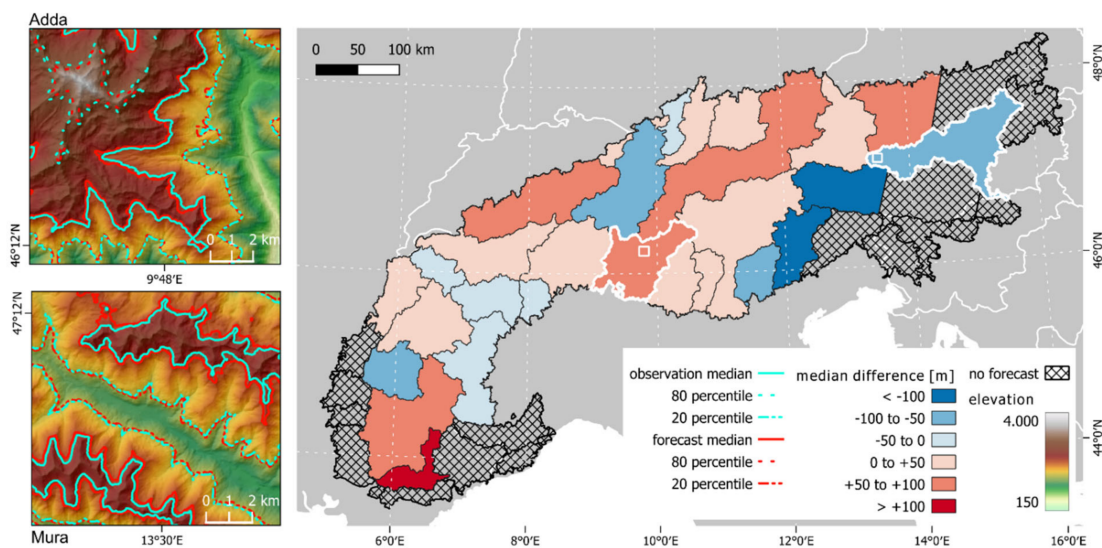 Adda
46°12'N
0 1 2 km
9°48'E
47°12'N
0 1 2 km
Mura
13°30'E
0 50 100 km
48°0'N
46°0'N
44°0'N
6°0'E
8°0'E
10°0'E
12°0'E
14°0'E
16°0'E
observation median
80 percentile
20 percentile
forecast median
80 percentile
20 percentile
median difference [m]
< -100
-100 to -50
-50 to 0
0 to +50
+50 to +100
> +100
no forecast
elevation
4.000
150